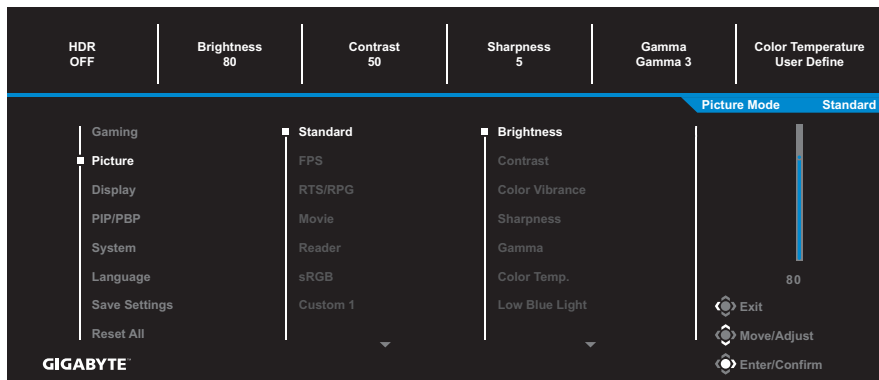 HDR
OFF
Brightness
80
Contrast
50
Sharpness
5
Gamma
Gamma 3
Color Temperature
User Define
Picture Mode Standard
Gaming
Picture
Display
PIP/PBP
System
Language
Save Settings
Reset All
Standard
FPS
RTS/RPG
Movie
Reader
sRGB
Custom 1
Brightness
Contrast
Color Vibrance
Sharpness
Gamma
Color Temp.
Low Blue Light
80
Exit
Move/Adjust
Enter/Confirm
GIGABYTE™